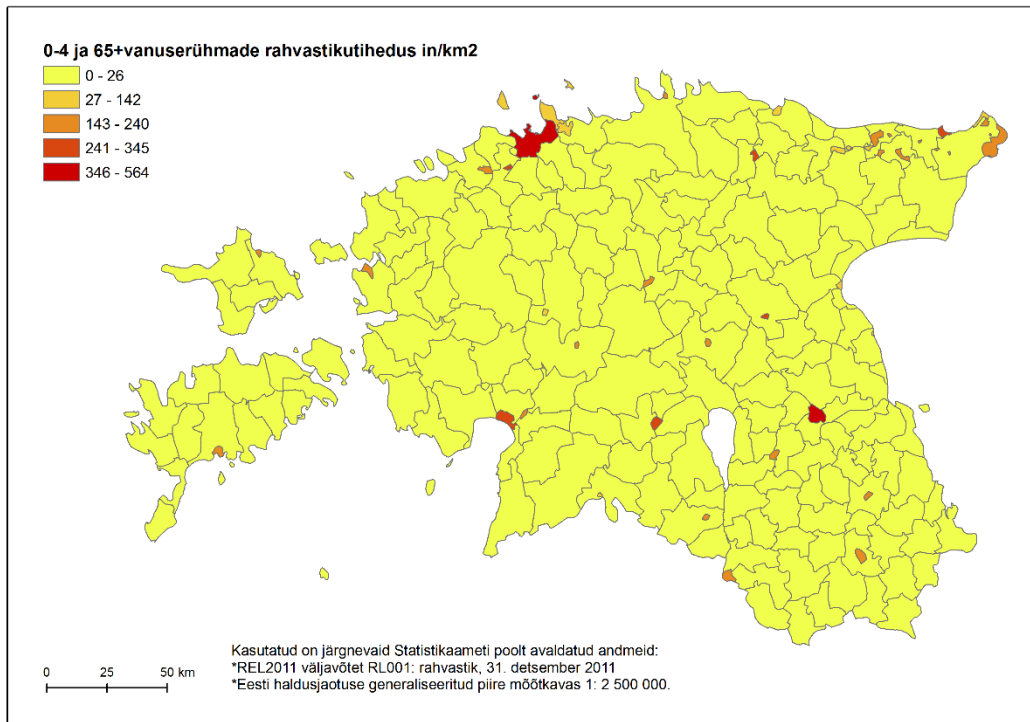 0-4 ja 65+vanuserühmade rahvastikutihedus in/km2
0 - 26
27 - 142
143 - 240
241 - 345
346 - 564
Kasutatud on järgnevaid Statistikaameti poolt avaldatud andmeid:
*REL2011 väljavõtet RL001: rahvastik, 31. detsember 2011
*Eesti haldusjaotuse generaliseeritud piire mõõtkavas 1: 2 500 000.
0 25 50 km